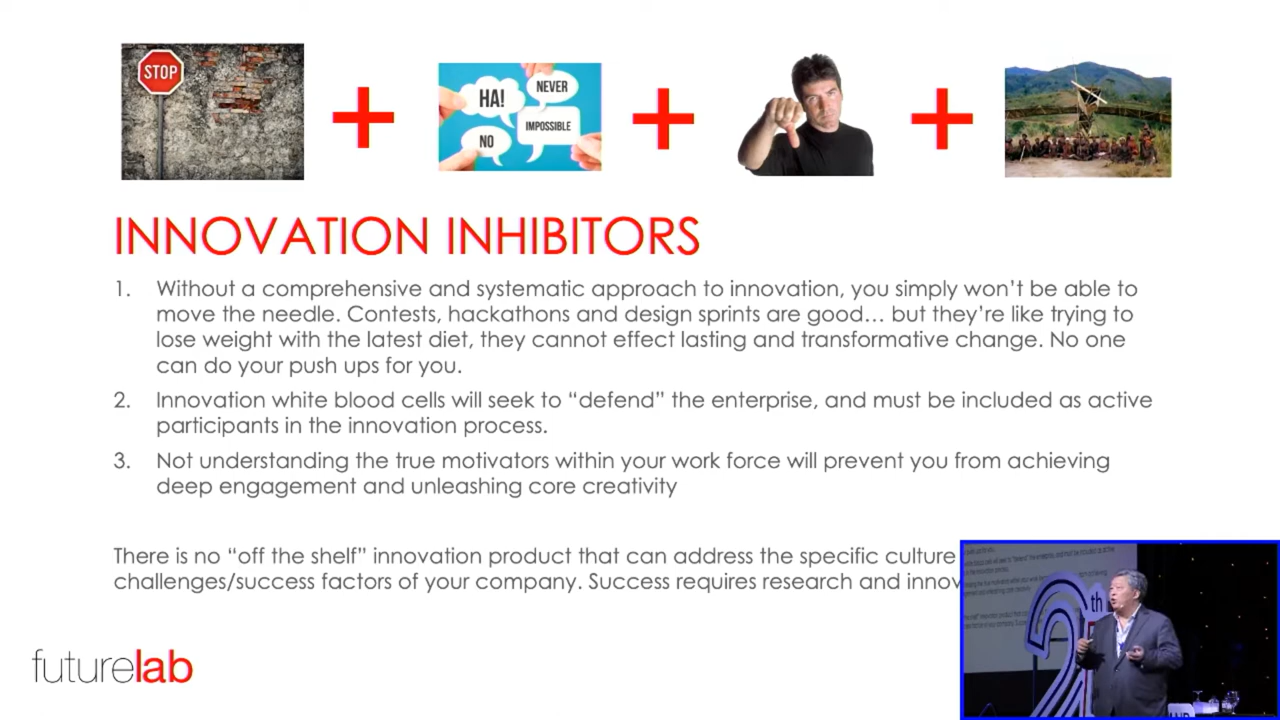 STOP
HA!
NEVER
NO
IMPOSSIBLE
INNOVATION INHIBITORS
1. Without a comprehensive and systematic approach to innovation, you simply won’t be able to
move the needle. Contests, hackathons and design sprints are good… but they’re like trying to
lose weight with the latest diet, they cannot effect lasting and transformative change. No one
can do your push ups for you.
2. Innovation white blood cells will seek to “defend” the enterprise, and must be included as active
participants in the innovation process.
3. Not understanding the true motivators within your work force will prevent you from achieving
deep engagement and unleashing core creativity
There is no “off the shelf” innovation product that can address the specific culture
challenges/success factors of your company. Success requires research and innov
th
2
futurelab